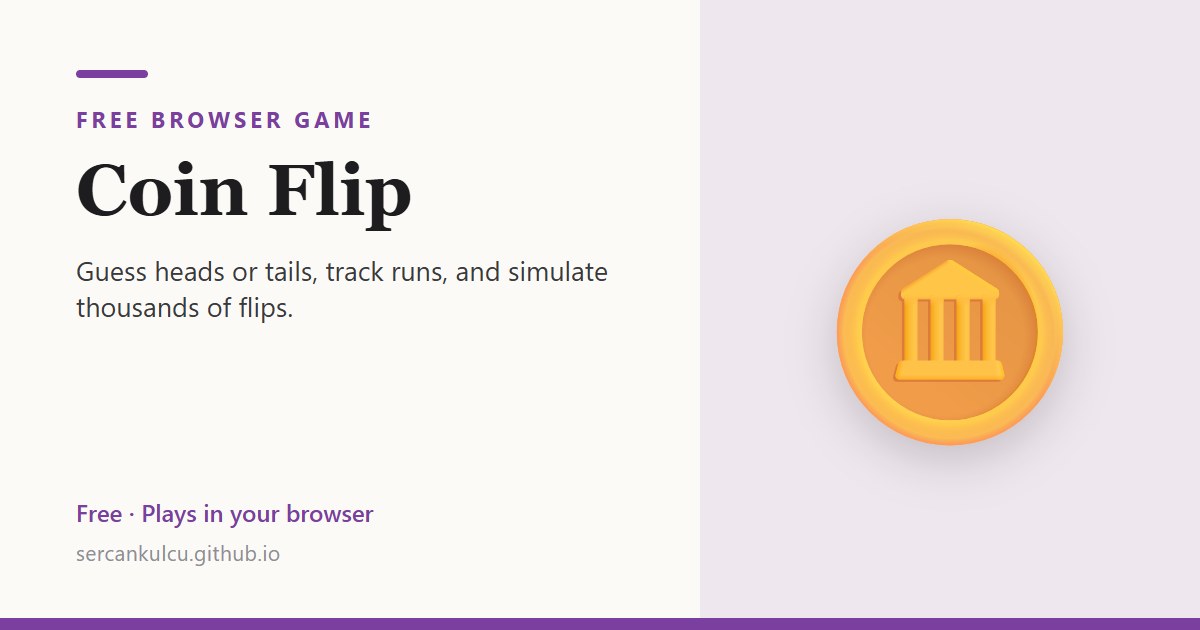 FREE BROWSER GAME
Coin Flip
Guess heads or tails, track runs, and simulate
thousands of flips.
Free · Plays in your browser
sercankulcu.github.io